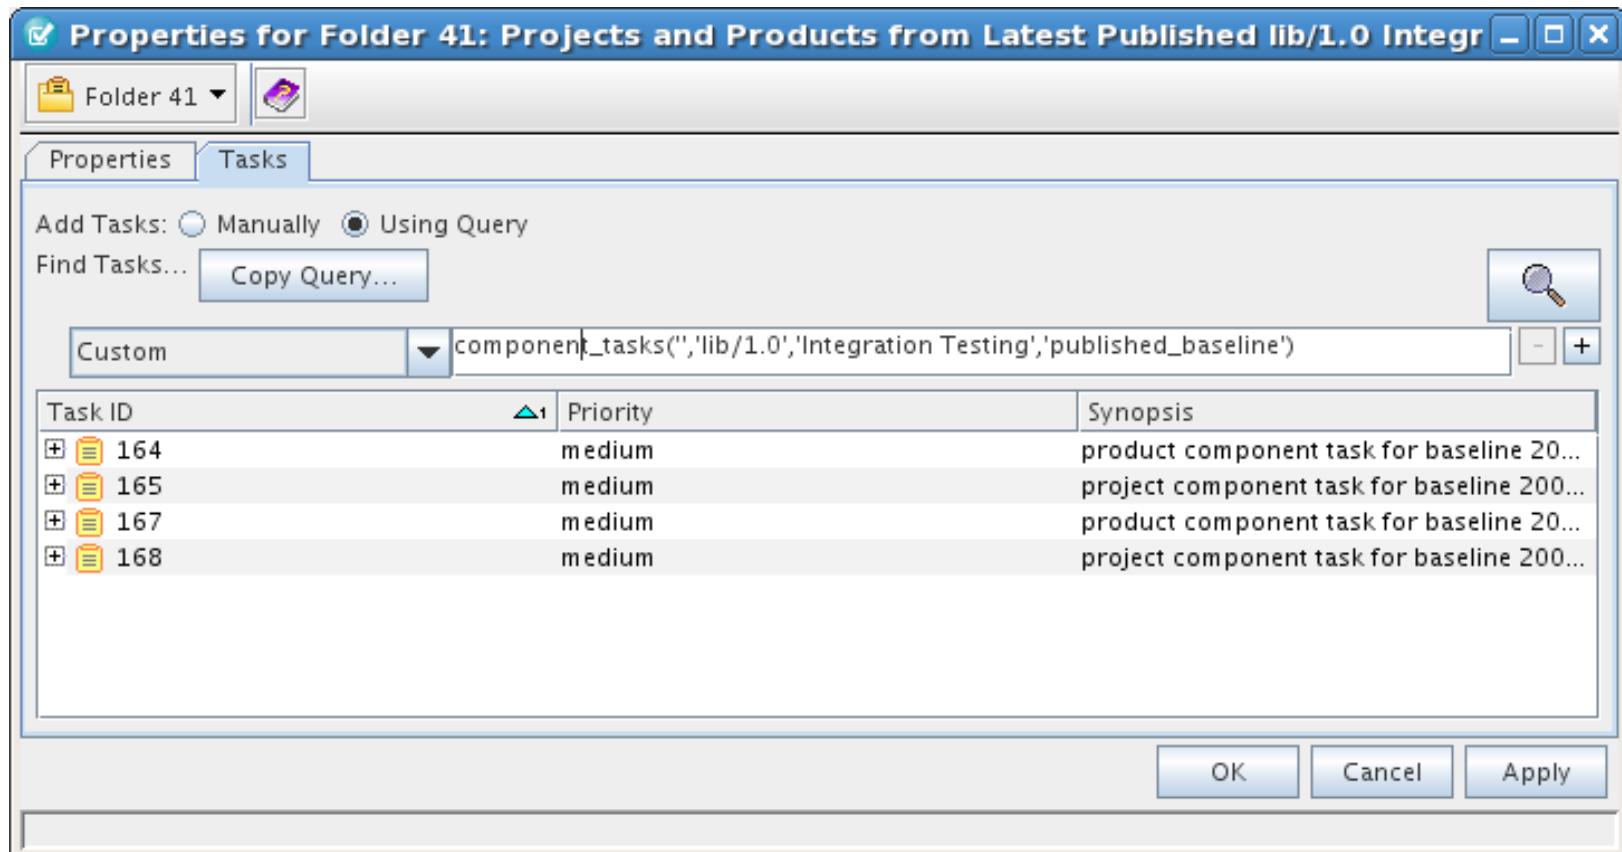 Properties for Folder 41: Projects and Products from Latest Published lib/1.0 Integr
Folder 41
Properties Tasks
Add Tasks: Manually Using Query
Find Tasks... Copy Query...
Custom component_tasks('','lib/1.0','Integration Testing','published_baseline') - +
Task ID 1 Priority Synopsis
164 medium product component task for baseline 20...
165 medium project component task for baseline 200...
167 medium product component task for baseline 20...
168 medium project component task for baseline 200...
OK Cancel Apply